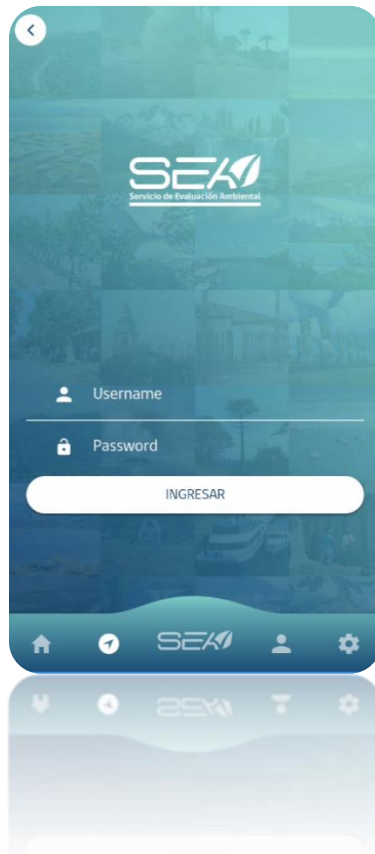 SEA
Servicio de Evaluación Ambiental
Username
Password
INGRESAR
SEA